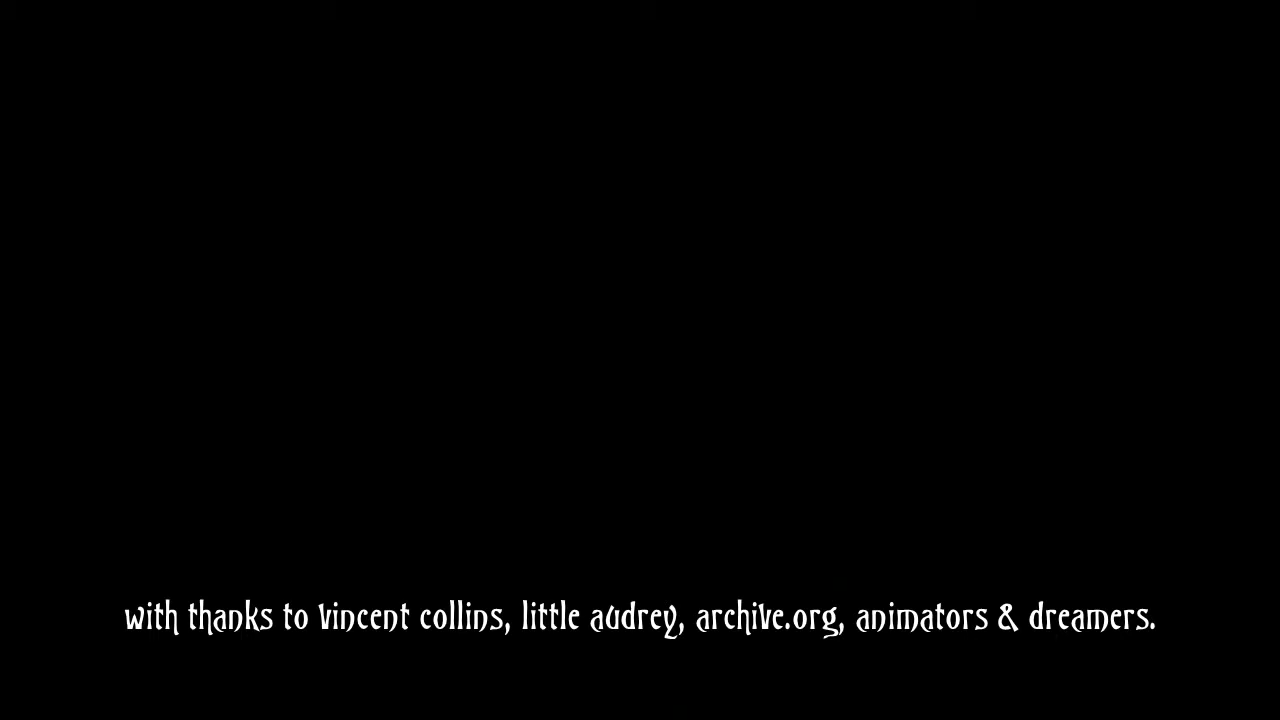 with thanks to vincent collins, little audrey, archive.org, animators & dreamers.